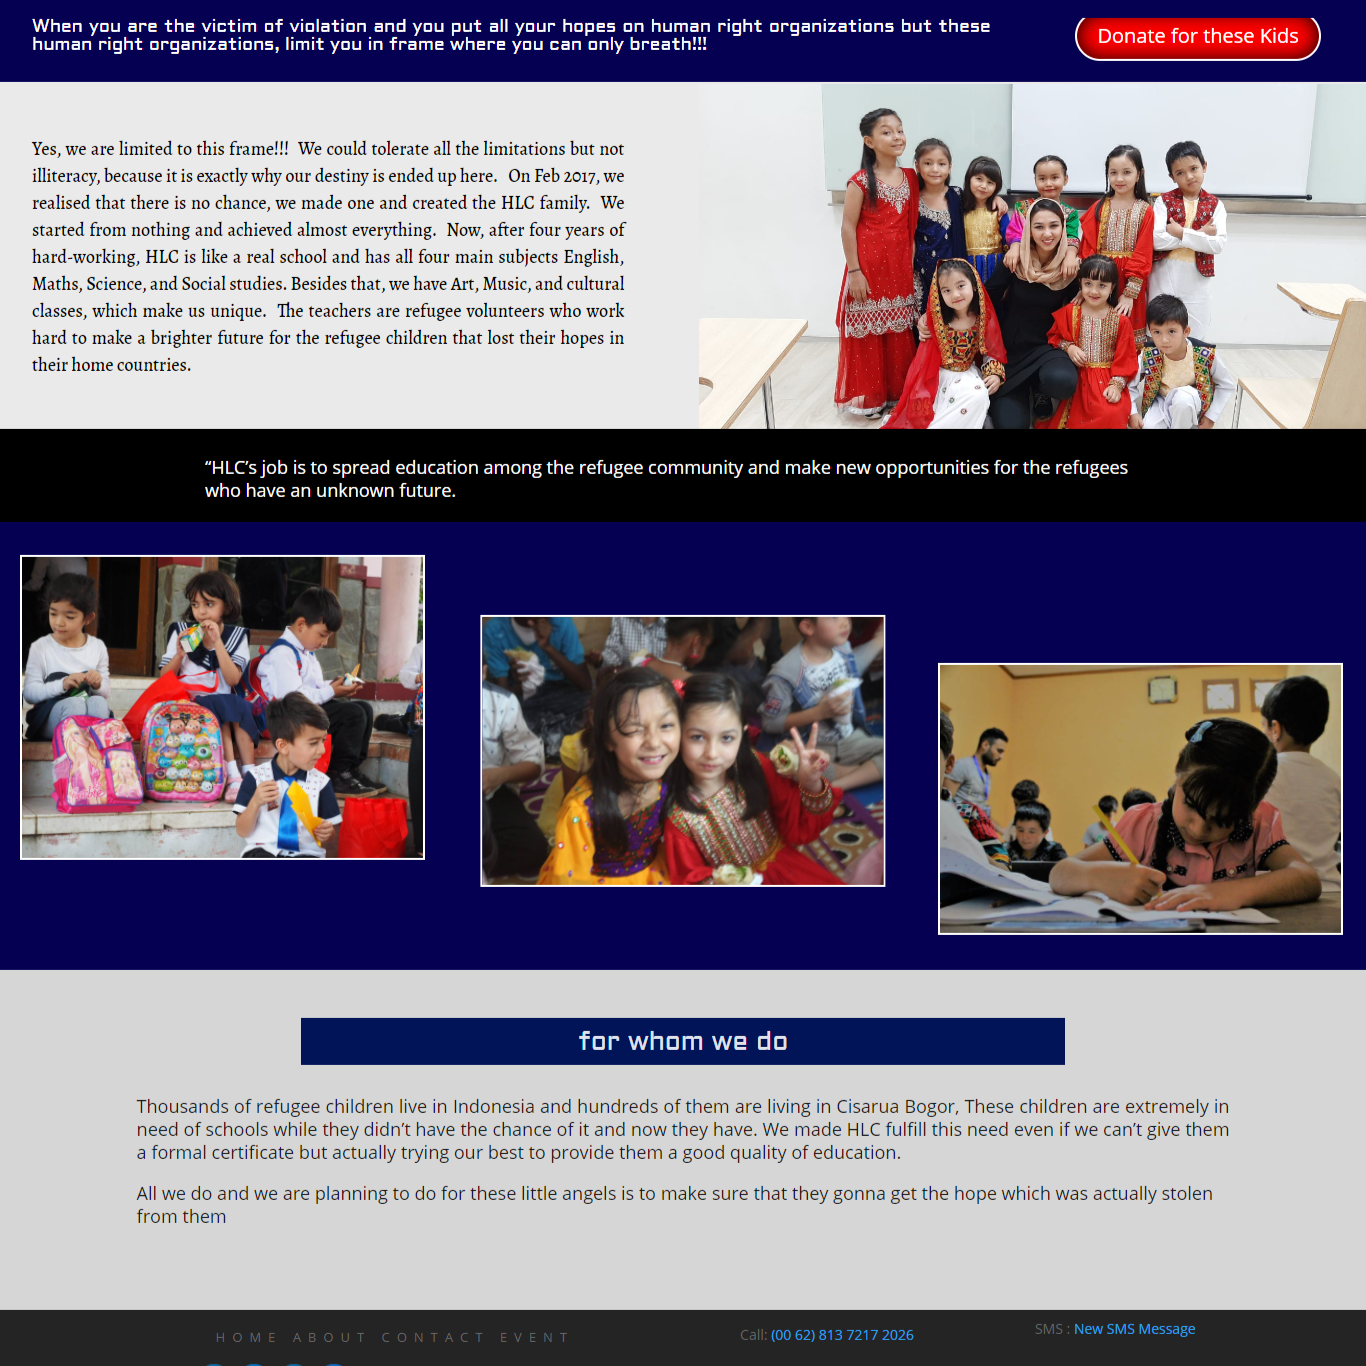 When you are the victim of violation and you put all your hopes on human right organizations but these
human right organizations, limit you in frame where you can only breath!!!
Donate for these Kids
Yes, we are limited to this frame!!!  We could tolerate all the limitations but not
illiteracy, because it is exactly why our destiny is ended up here.  On Feb 2017, we
realised that there is no chance, we made one and created the HLC family.  We
started from nothing and achieved almost everything.  Now, after four years of
hard-working, HLC is like a real school and has all four main subjects English,
Maths, Science, and Social studies. Besides that, we have Art, Music, and cultural
classes, which make us unique.  The teachers are refugee volunteers who work
hard to make a brighter future for the refugee children that lost their hopes in
their home countries.
“HLC’s job is to spread education among the refugee community and make new opportunities for the refugees
who have an unknown future.
for whom we do
Thousands of refugee children live in Indonesia and hundreds of them are living in Cisarua Bogor, These children are extremely in
need of schools while they didn’t have the chance of it and now they have. We made HLC fulfill this need even if we can’t give them
a formal certificate but actually trying our best to provide them a good quality of education.
All we do and we are planning to do for these little angels is to make sure that they gonna get the hope which was actually stolen
from them
HOME ABOUT CONTACT EVENT
Call: (00 62) 813 7217 2026
SMS : New SMS Message